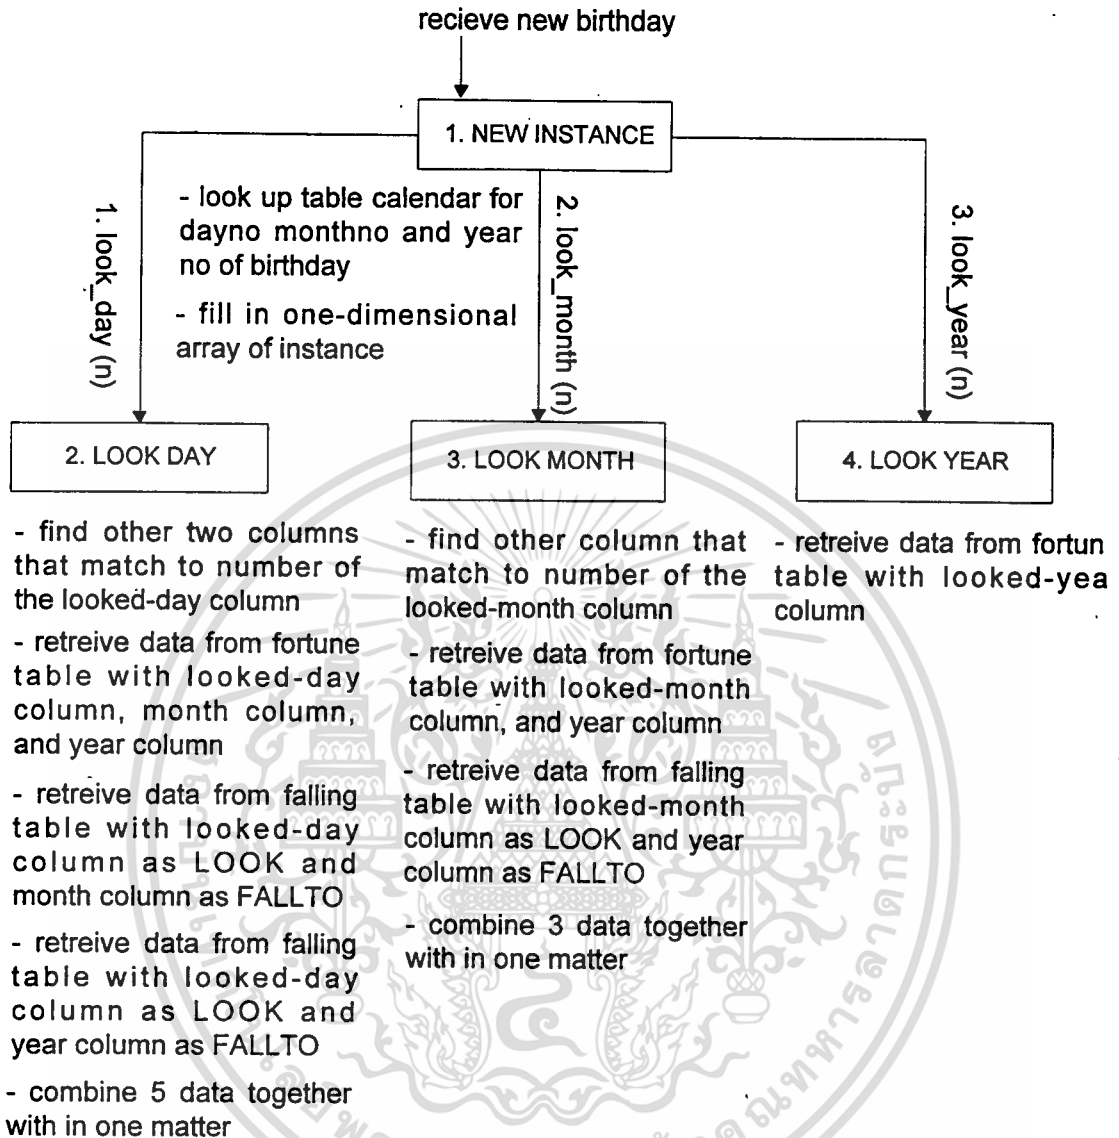 recieve new birthday
1. NEW INSTANCE
- look up table calendar for
dayno monthno and year
no of birthday
- fill in one-dimensional
array of instance
1. look_day (n)
2. look_month (n)
3. look_year (n)
2. LOOK DAY
3. LOOK MONTH
4. LOOK YEAR
- find other two columns
that match to number of
the looked-day column
- retreive data from fortune
table with looked-day
column, month column,
and year column
- retreive data from falling
table with looked-day
column as LOOK and
month column as FALLTO
- retreive data from falling
table with looked-day
column as LOOK and
year column as FALLTO
- combine 5 data together
with in one matter
- find other column that
match to number of the
looked-month column
- retreive data from fortune
table with looked-month
column, and year column
- retreive data from falling
table with looked-month
column as LOOK and year
column as FALLTO
- combine 3 data together
with in one matter
- retreive data from fortun
table with looked-yea
column